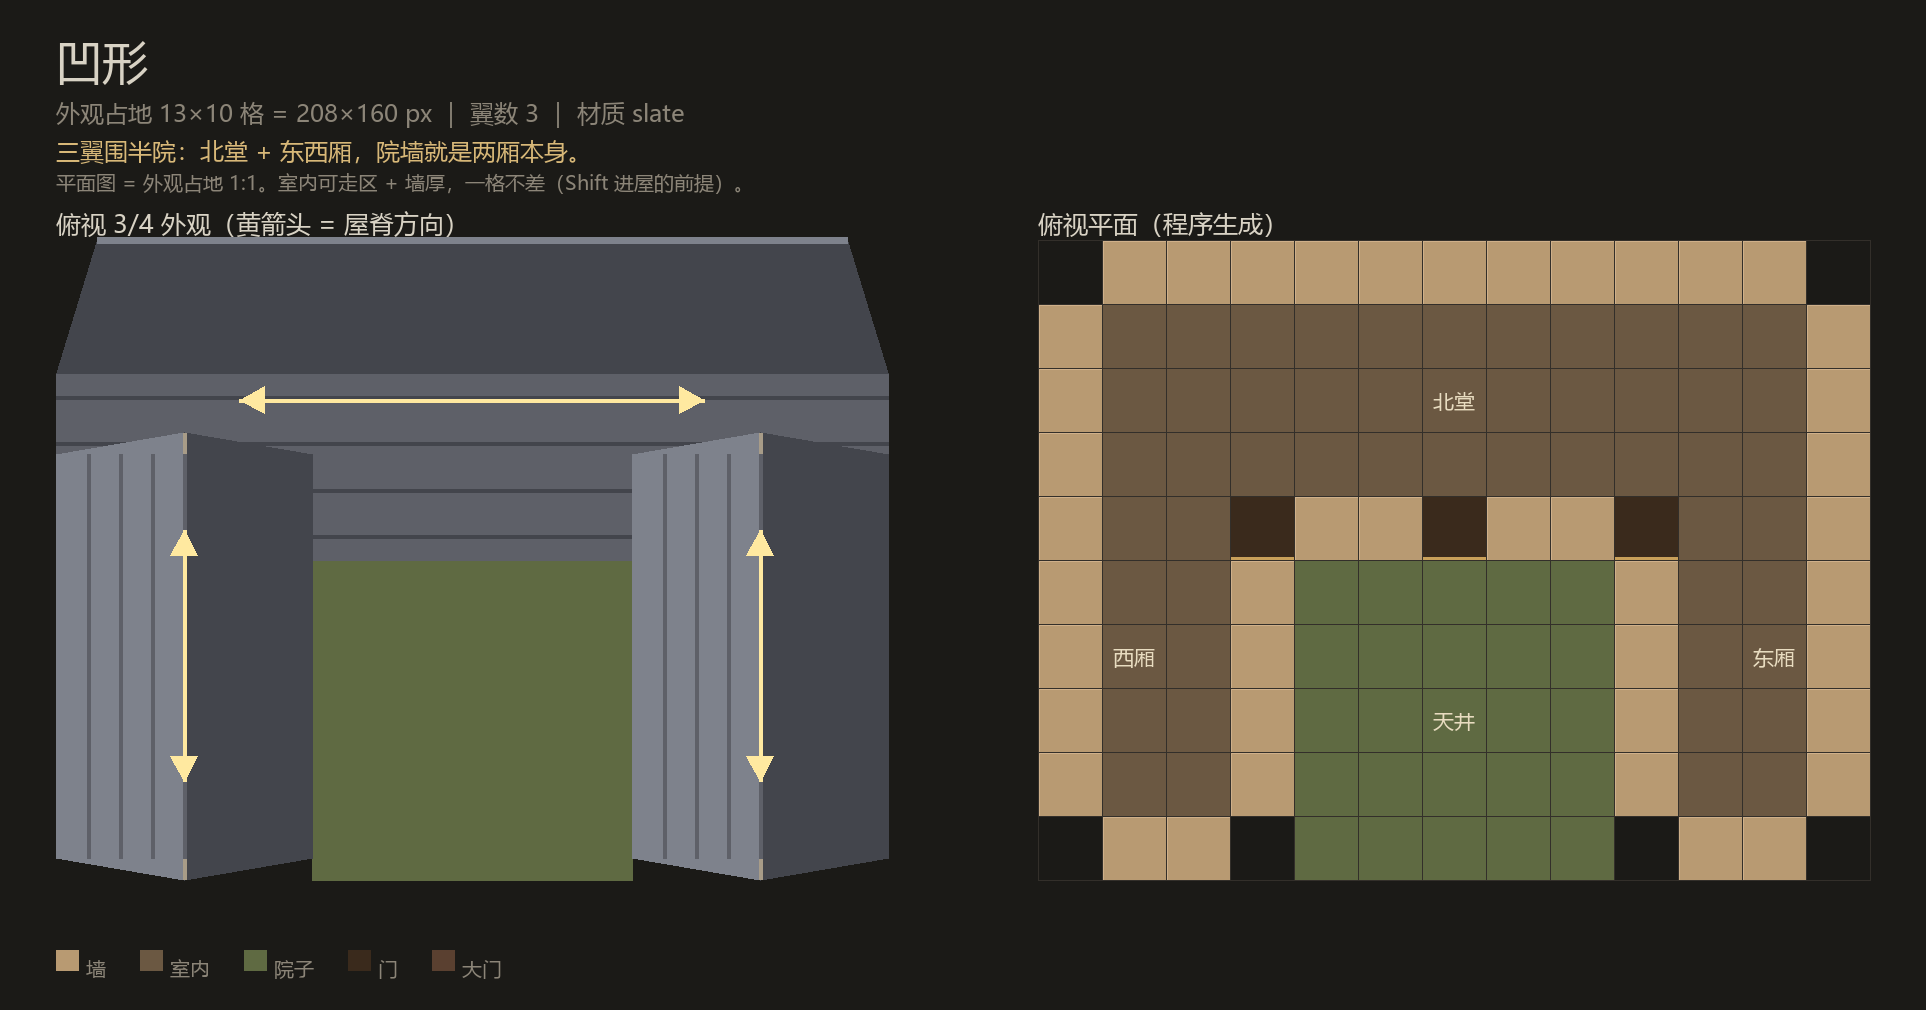 凹形
外观占地 13×10 格 = 208×160 px ｜ 翼数 3 ｜ 材质 slate
三翼围半院：北堂 + 东西厢，院墙就是两厢本身。
平面图 = 外观占地 1:1。室内可走区 + 墙厚，一格不差（Shift 进屋的前提）。
俯视 3/4 外观（黄箭头 = 屋脊方向）
俯视平面（程序生成）
北堂
西厢
东厢
天井
墙
室内
院子
门
大门